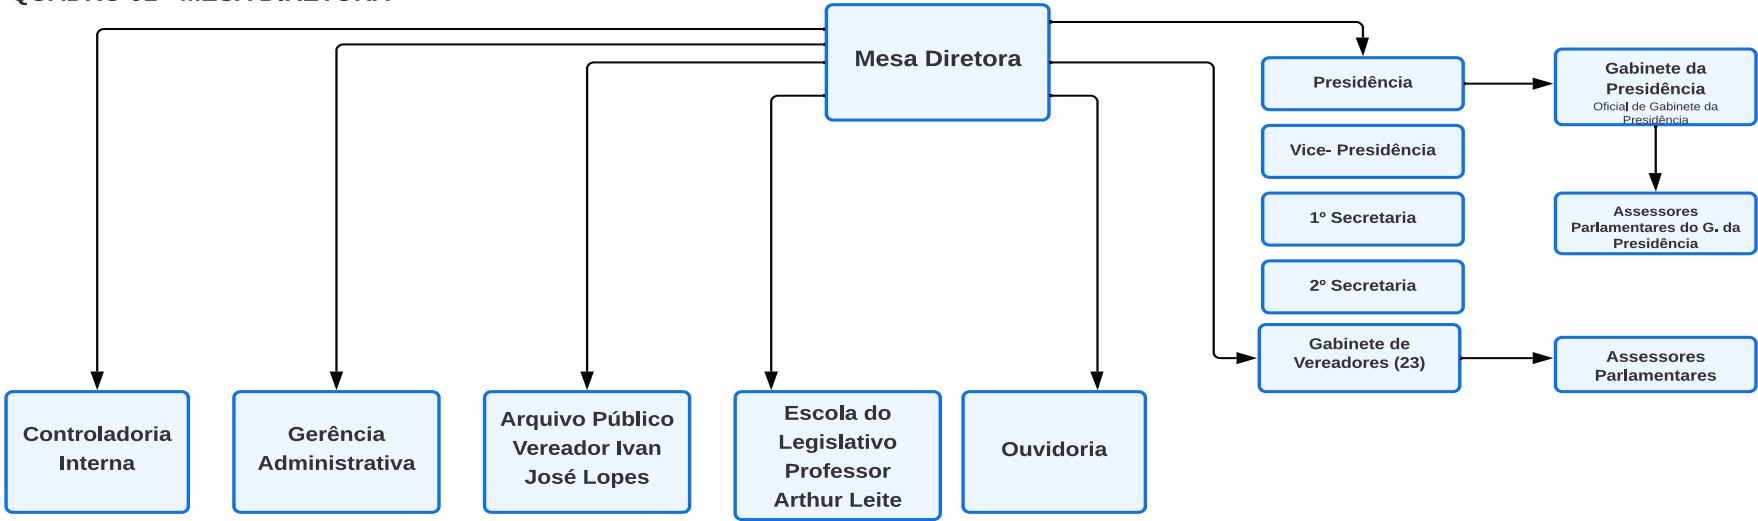 Mesa Diretora
Presidência
Gabinete da
Presidência
Oficial de Gabinete da
Presidência
Vice- Presidência
1º Secretaria
Assessores
Parlamentares do G. da
Presidência
2º Secretaria
Gabinete de
Vereadores (23)
Assessores
Parlamentares
Controladoria
Interna
Gerência
Administrativa
Arquivo Público
Vereador Ivan
José Lopes
Escola do
Legislativo
Professor
Arthur Leite
Ouvidoria